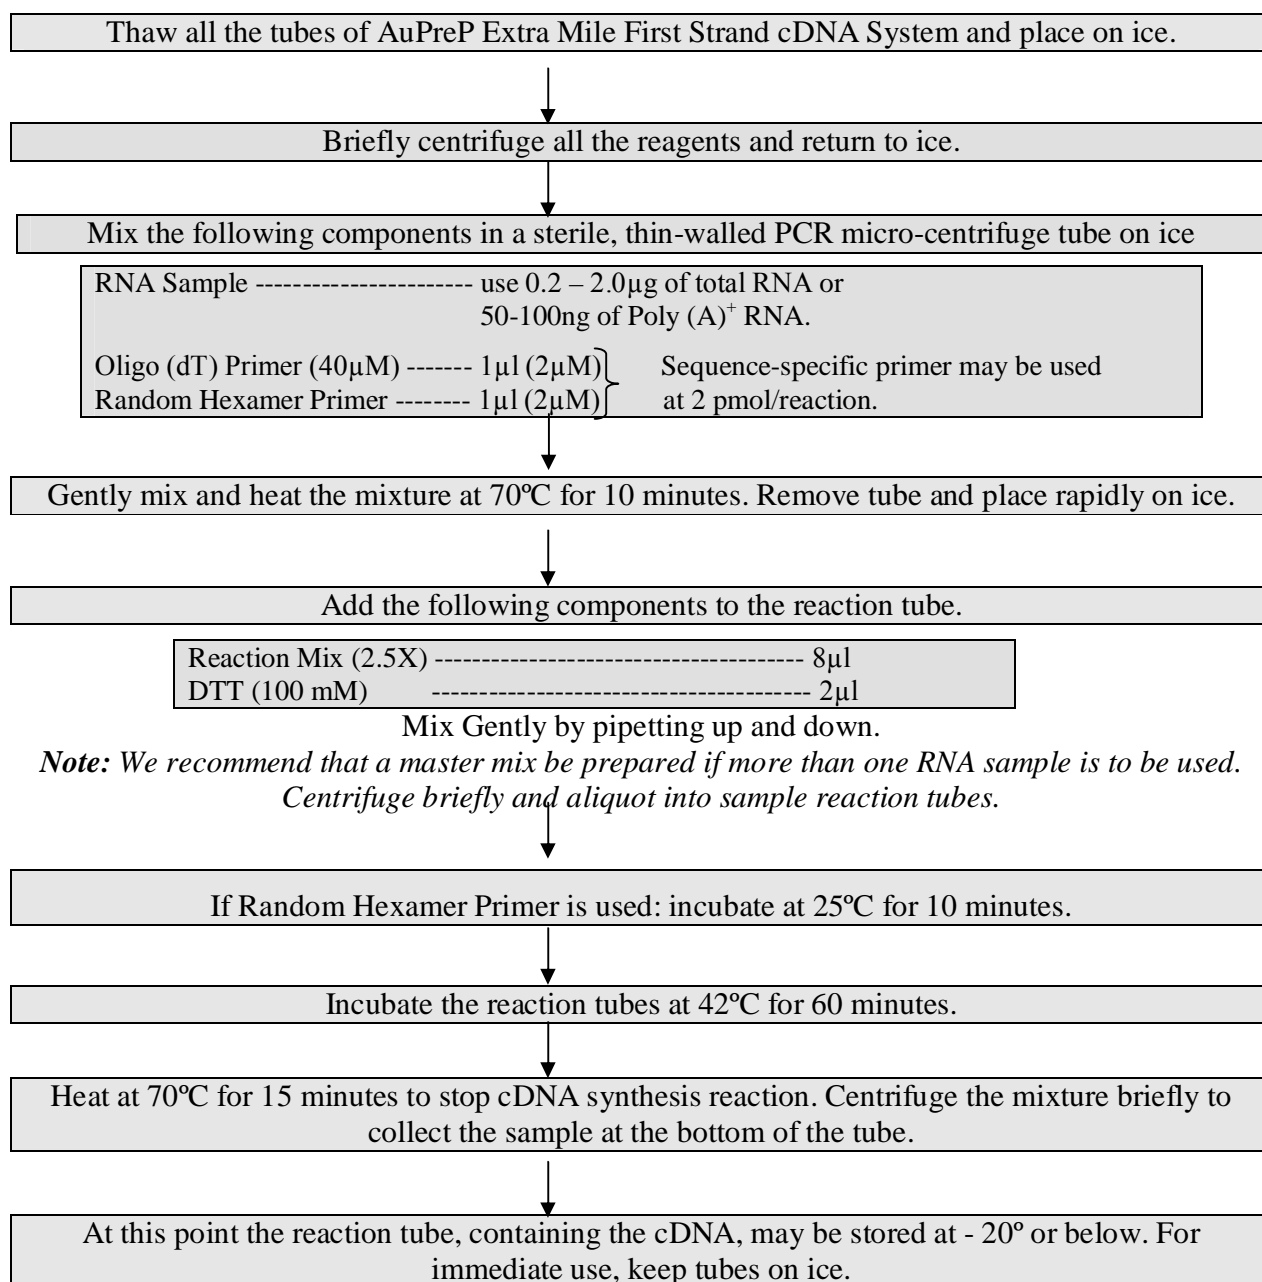 Thaw all the tubes of AuPreP Extra Mile First Strand cDNA System and place on ice.
Briefly centrifuge all the reagents and return to ice.
Mix the following components in a sterile, thin-walled PCR micro-centrifuge tube on ice
RNA Sample ----------------------- use 0.2 – 2.0µg of total RNA or
50-100ng of Poly (A)+ RNA.
Oligo (dT) Primer (40µM) ------- 1µl (2µM) Sequence-specific primer may be used
Random Hexamer Primer -------- 1µl (2µM) at 2 pmol/reaction.
Gently mix and heat the mixture at 70ºC for 10 minutes. Remove tube and place rapidly on ice.
Add the following components to the reaction tube.
Reaction Mix (2.5X) --------------------------------------- 8µl
DTT (100 mM) ---------------------------------------- 2µl
Mix Gently by pipetting up and down.
Note: We recommend that a master mix be prepared if more than one RNA sample is to be used.
Centrifuge briefly and aliquot into sample reaction tubes.
If Random Hexamer Primer is used: incubate at 25ºC for 10 minutes.
Incubate the reaction tubes at 42ºC for 60 minutes.
Heat at 70ºC for 15 minutes to stop cDNA synthesis reaction. Centrifuge the mixture briefly to
collect the sample at the bottom of the tube.
At this point the reaction tube, containing the cDNA, may be stored at - 20º or below. For
immediate use, keep tubes on ice.